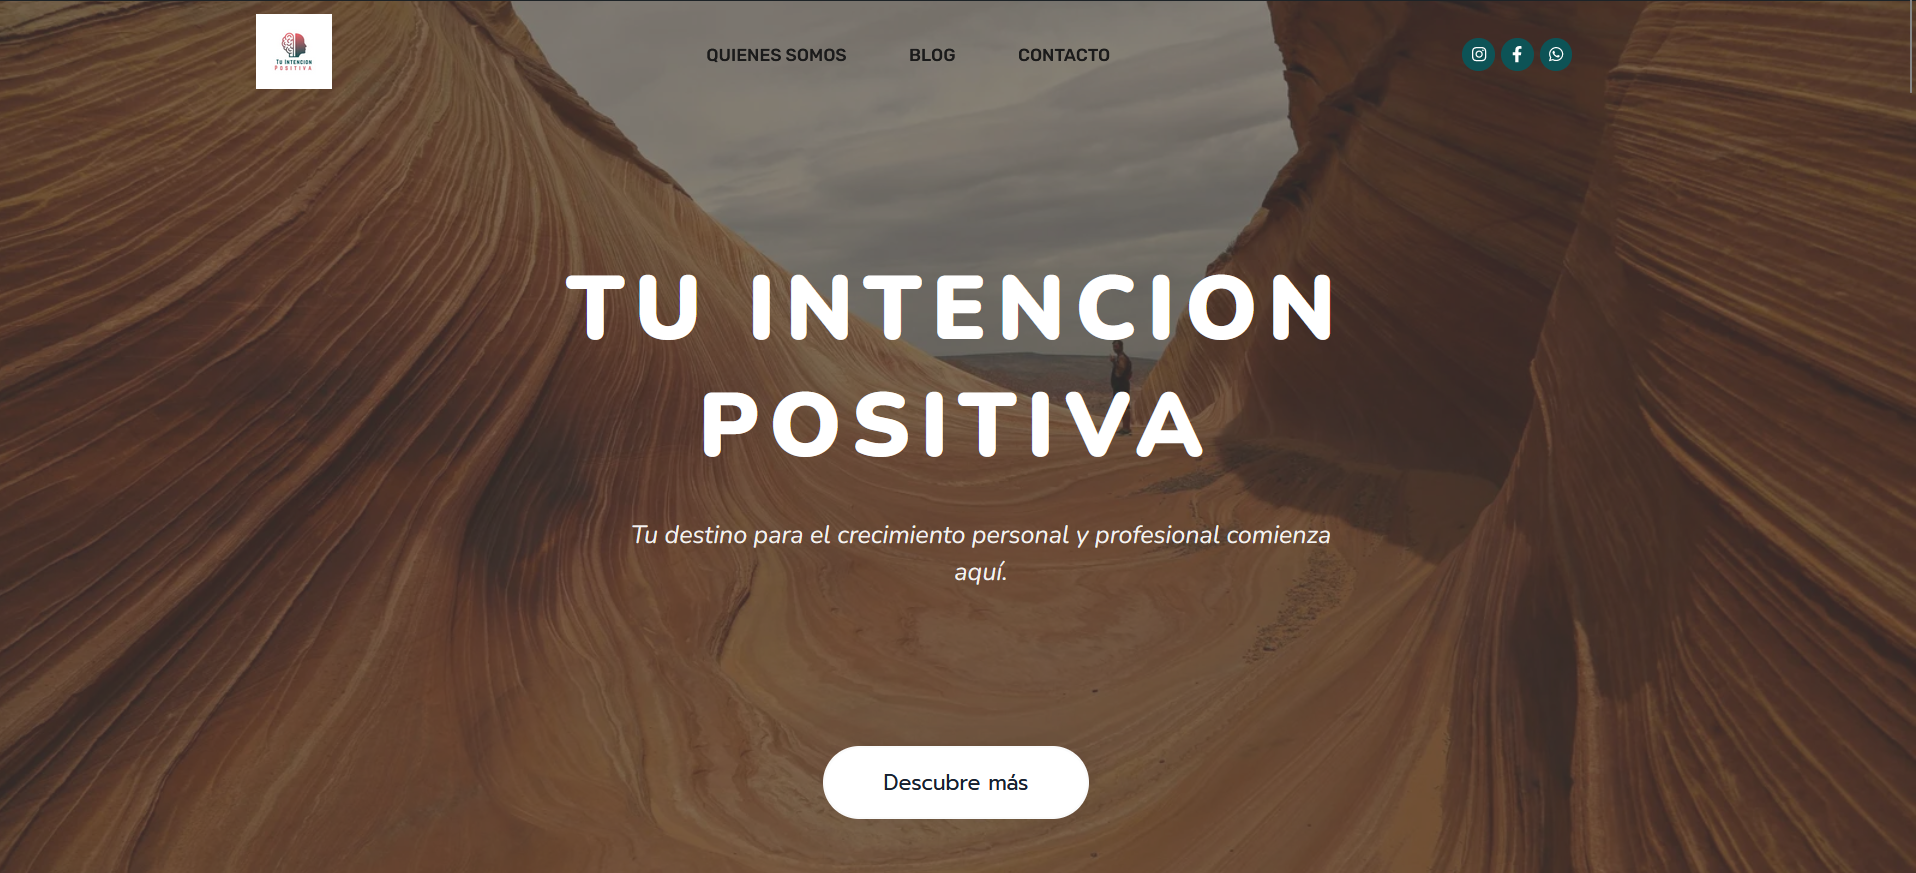 TU INTENCION
POSITIVA
QUIENES SOMOS
BLOG
CONTACTO
TU INTENCION
POSITIVA
Tu destino para el crecimiento personal y profesional comienza
aquí.
Descubre más